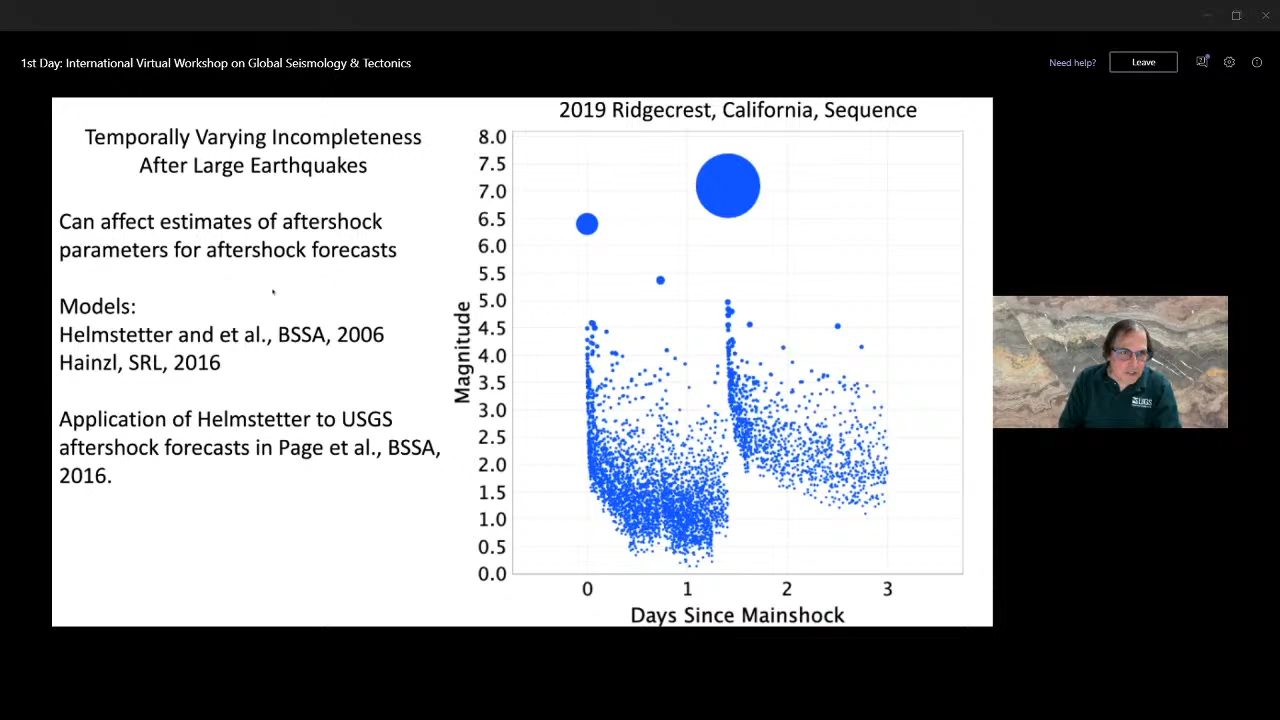 1st Day: International Virtual Workshop on Global Seismology & Tectonics
Need help?
Leave
Temporally Varying Incompleteness
After Large Earthquakes
Can affect estimates of aftershock
parameters for aftershock forecasts
Models:
Helmstetter and et al., BSSA, 2006
Hainzl, SRL, 2016
Application of Helmstetter to USGS
aftershock forecasts in Page et al., BSSA,
2016.
2019 Ridgecrest, California, Sequence
Magnitude
8.0
7.5
7.0
6.5
6.0
5.5
5.0
4.5
4.0
3.5
3.0
2.5
2.0
1.5
1.0
0.5
0.0
0 1 2 3
Days Since Mainshock
USGS